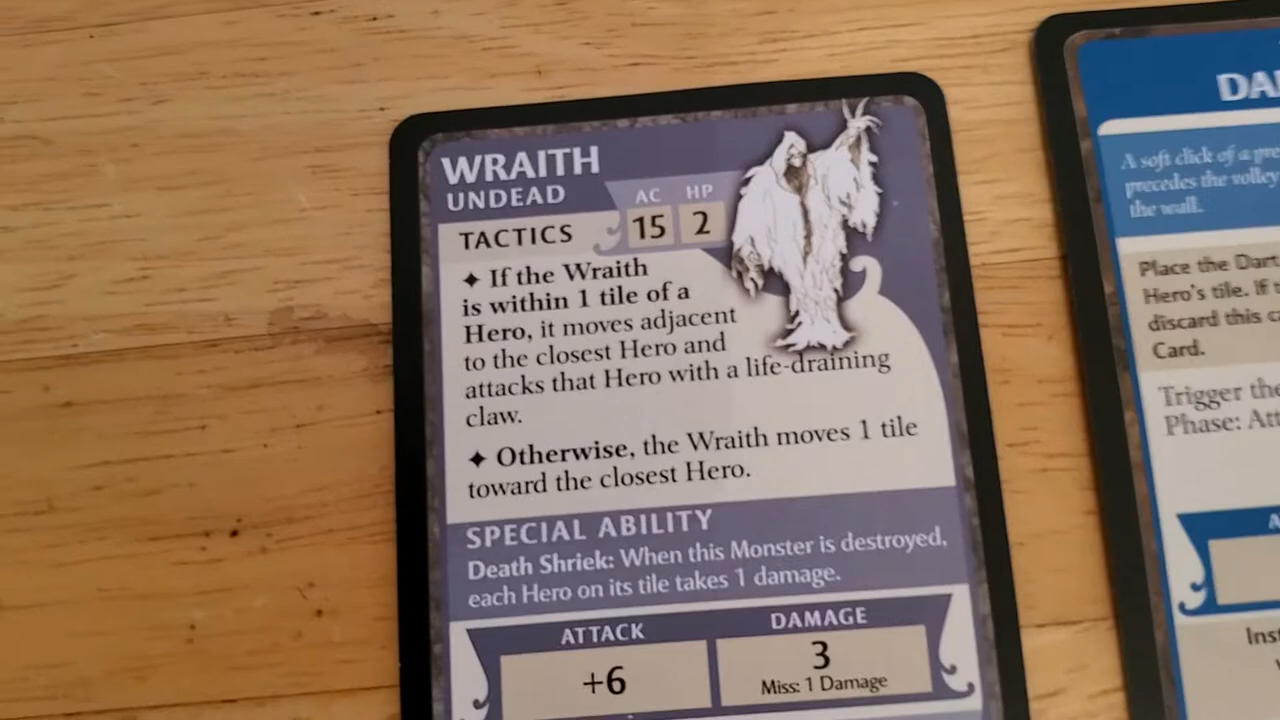 WRAITH
UNDEAD
AC HP
TACTICS 15 2
✦ If the Wraith
is within 1 tile of a
Hero, it moves adjacent
to the closest Hero and
attacks that Hero with a life-draining
claw.
✦ Otherwise, the Wraith moves 1 tile
toward the closest Hero.
SPECIAL ABILITY
Death Shriek: When this Monster is destroyed,
each Hero on its tile takes 1 damage.
ATTACK DAMAGE
+6 3
Miss: 1 Damage
A soft click of a
precedes the volley
the wall.
Place the Dart
Hero's tile. If
discard this
Card.
Trigger the
Phase: